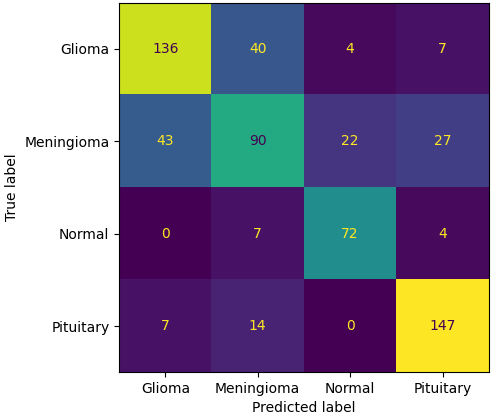 True label
Glioma 136 40 4 7
Meningioma 43 90 22 27
Normal 0 7 72 4
Pituitary 7 14 0 147
Glioma Meningioma Normal Pituitary
Predicted label